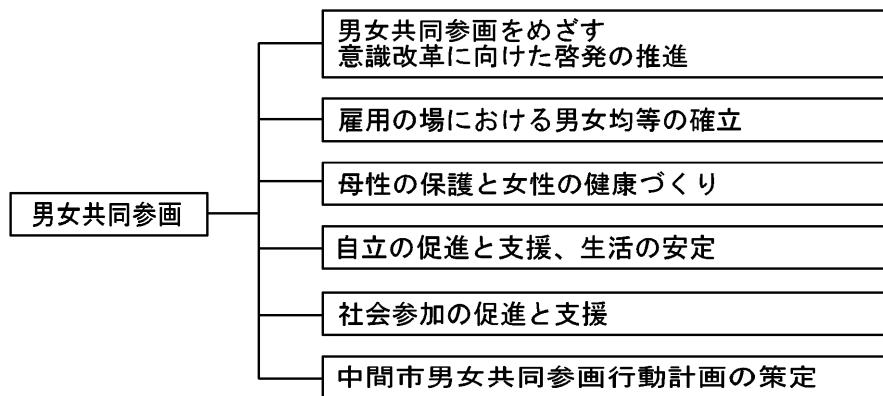 男女共同参画をめざす
意識改革に向けた啓発の推進
雇用の場における男女均等の確立
母性の保護と女性の健康づくり
男女共同参画
自立の促進と支援、生活の安定
社会参加の促進と支援
中間市男女共同参画行動計画の策定